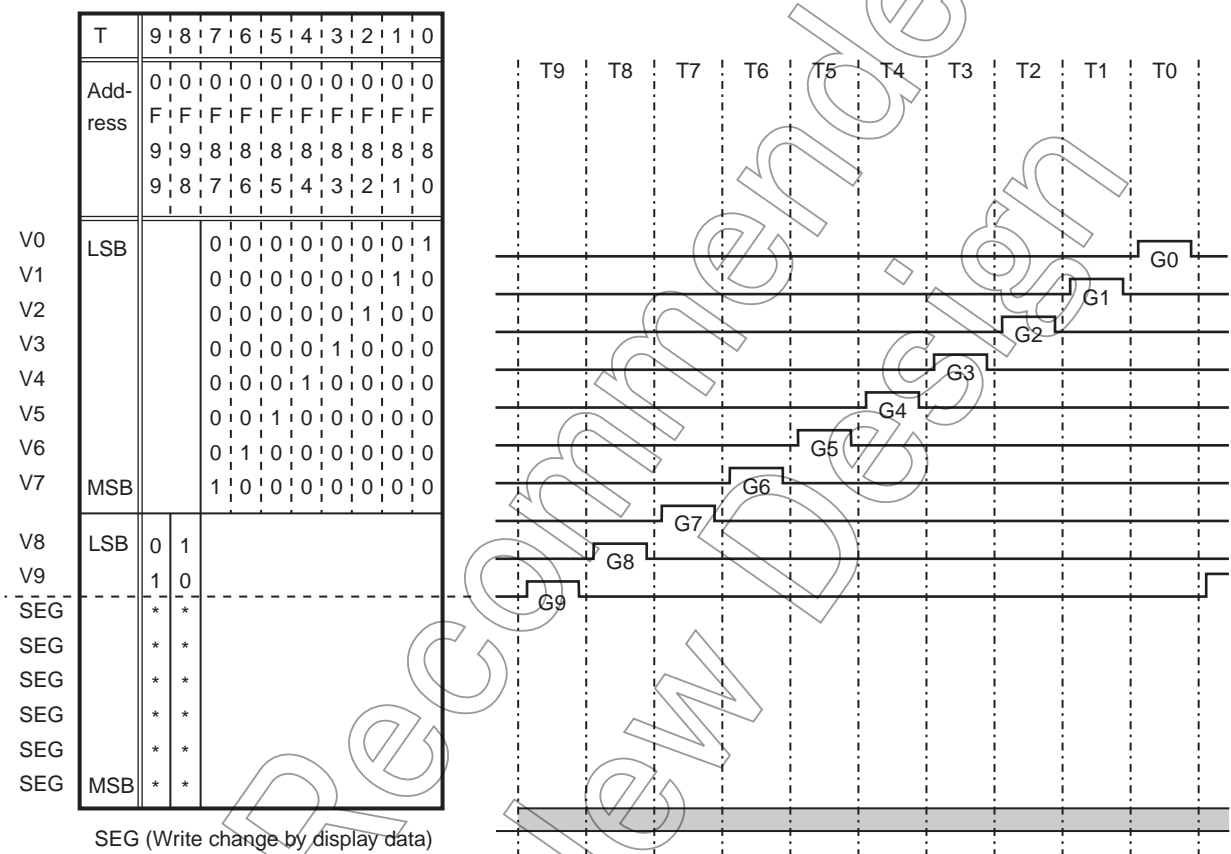 T 9 8 7 6 5 4 3 2 1 0
Add- 0 0 0 0 0 0 0 0 0 0
ress F F F F F F F F F F
9 9 8 8 8 8 8 8 8 8
9 8 7 6 5 4 3 2 1 0
V0 LSB 0 0 0 0 0 0 0 1
V1 0 0 0 0 0 0 1 0
V2 0 0 0 0 0 1 0 0
V3 0 0 0 0 1 0 0 0
V4 0 0 0 1 0 0 0 0
V5 0 0 1 0 0 0 0 0
V6 0 1 0 0 0 0 0 0
V7 MSB 1 0 0 0 0 0 0 0
V8 LSB 0 1
V9 1 0
SEG * *
SEG * *
SEG * *
SEG * *
SEG * *
SEG MSB * *
SEG (Write change by display data)
T9 T8 T7 T6 T5 T4 T3 T2 T1 T0
G0
G1
G2
G3
G4
G5
G6
G7
G8
G9
Recommende
New Design